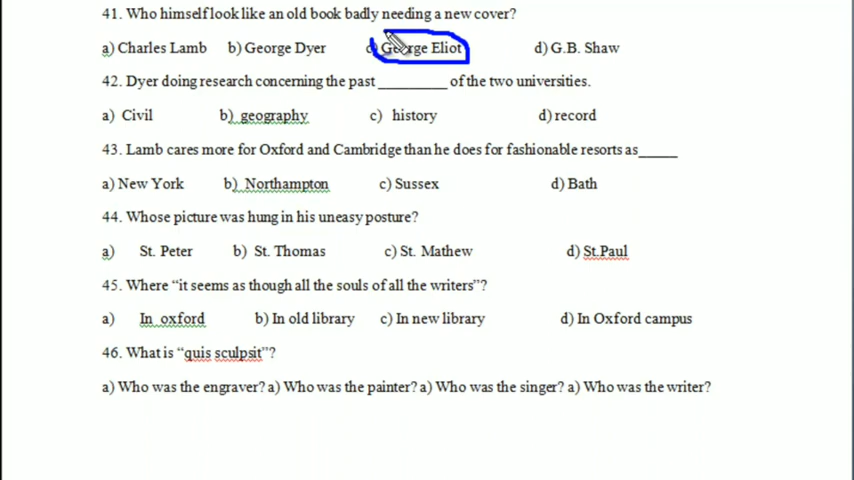 41. Who himself look like an old book badly needing a new cover?
a) Charles Lamb b) George Dyer c) George Eliot d) G.B. Shaw
42. Dyer doing research concerning the past _________ of the two universities.
a) Civil b) geography c) history d) record
43. Lamb cares more for Oxford and Cambridge than he does for fashionable resorts as_____
a) New York b) Northampton c) Sussex d) Bath
44. Whose picture was hung in his uneasy posture?
a) St. Peter b) St. Thomas c) St. Mathew d) St.Paul
45. Where “it seems as though all the souls of all the writers”?
a) In oxford b) In old library c) In new library d) In Oxford campus
46. What is “quis sculpsit”?
a) Who was the engraver? a) Who was the painter? a) Who was the singer? a) Who was the writer?